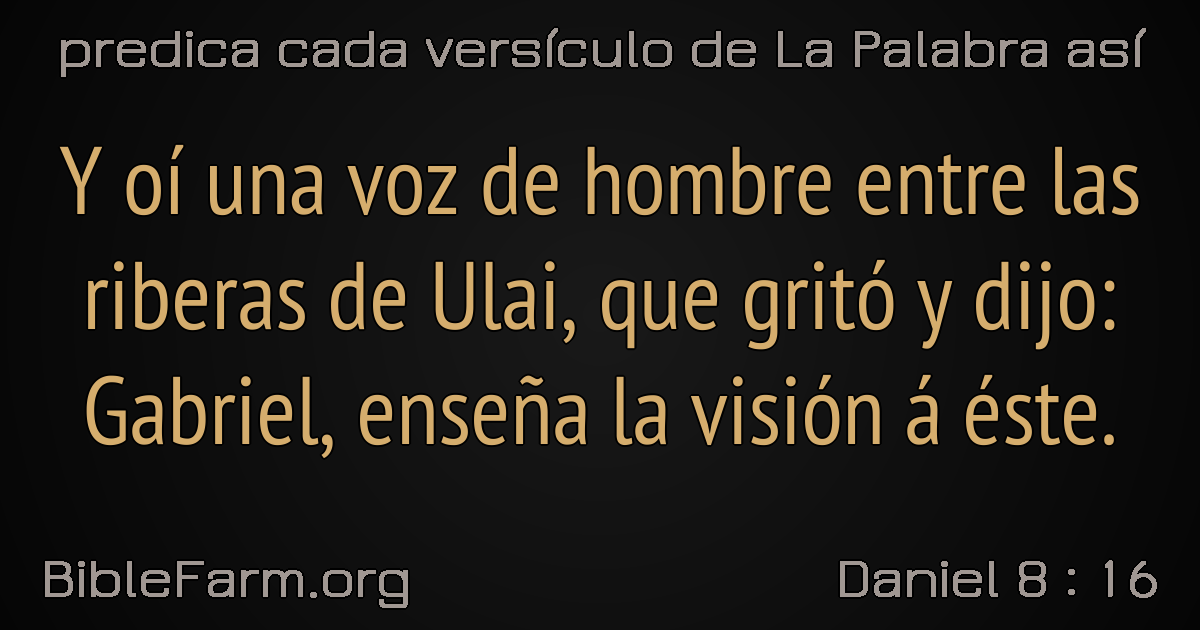 predica cada versículo de La Palabra así
Y oí una voz de hombre entre las
riberas de Ulai, que gritó y dijo:
Gabriel, enseña la visión á éste.
BibleFarm.org
Daniel 8 : 16